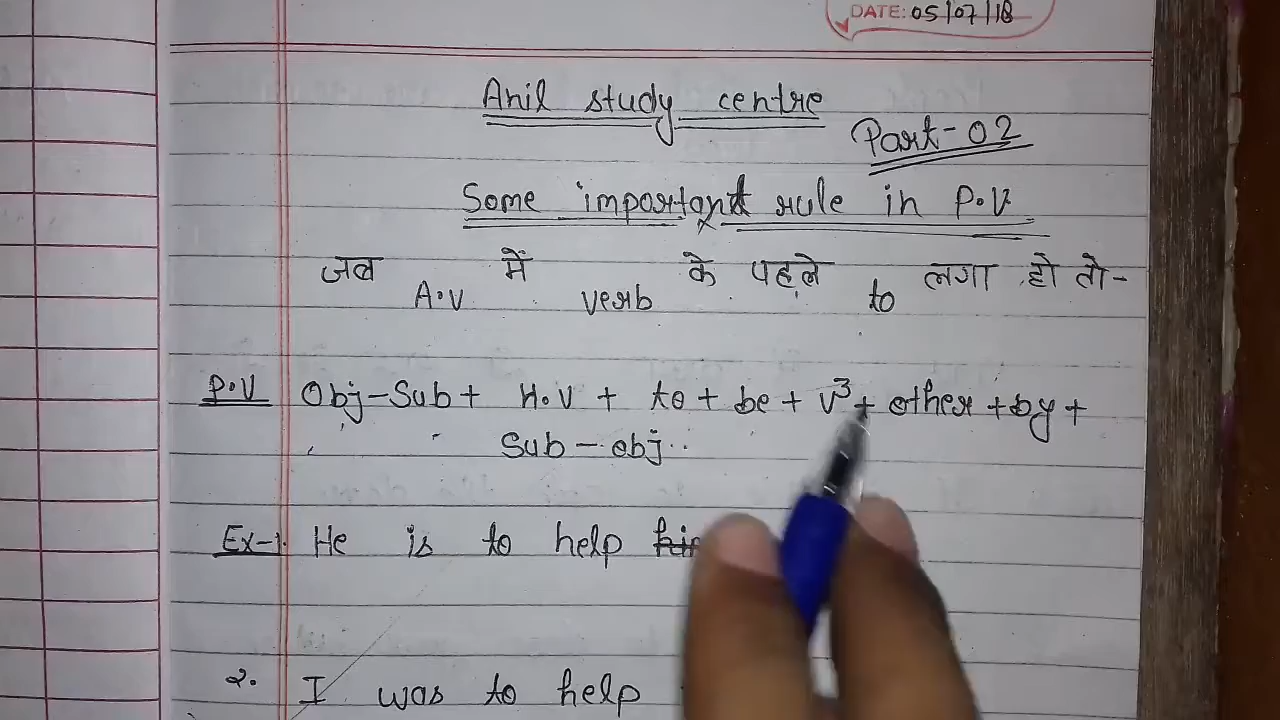 DATE: 05/07/18
Anil study centre
Part-02
Some important rule in P.V
जब A.V में verb के पहले to लगा हो तो-
P.V Obj-Sub + H.V + to + be + V³ + other + by +
Sub-obj.
Ex-1. He is to help
2. I was to help